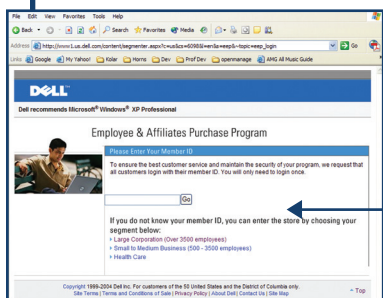 File Edit View Favorites Tools Help
Back Search Favorites Media
Address http://www1.us.dell.com/content/segmenter.aspx?c=us&cs=6098&l=en&s=eep&~topic=eep_login Go
Links Google My Yahoo! Kolar Horns Dev Prof Dev openmanage AMG All Music Guide
DELL
Dell recommends Microsoft® Windows® XP Professional
Employee & Affiliates Purchase Program
Please Enter Your Member ID
To ensure the best customer service and maintain the security of your program, we request that
all customers login with their member ID. You will only need to login once.
Go
If you do not know your member ID, you can enter the store by choosing your
segment below:
Large Corporation (Over 3500 employees)
Small to Medium Business (500 - 3500 employees)
Health Care
Copyright 1999-2004 Dell Inc. For customers of the 50 United States and the District of Columbia only.
Site Terms | Terms and Conditions of Sale | Privacy Policy | About Dell | Contact Us | Site Map
Top